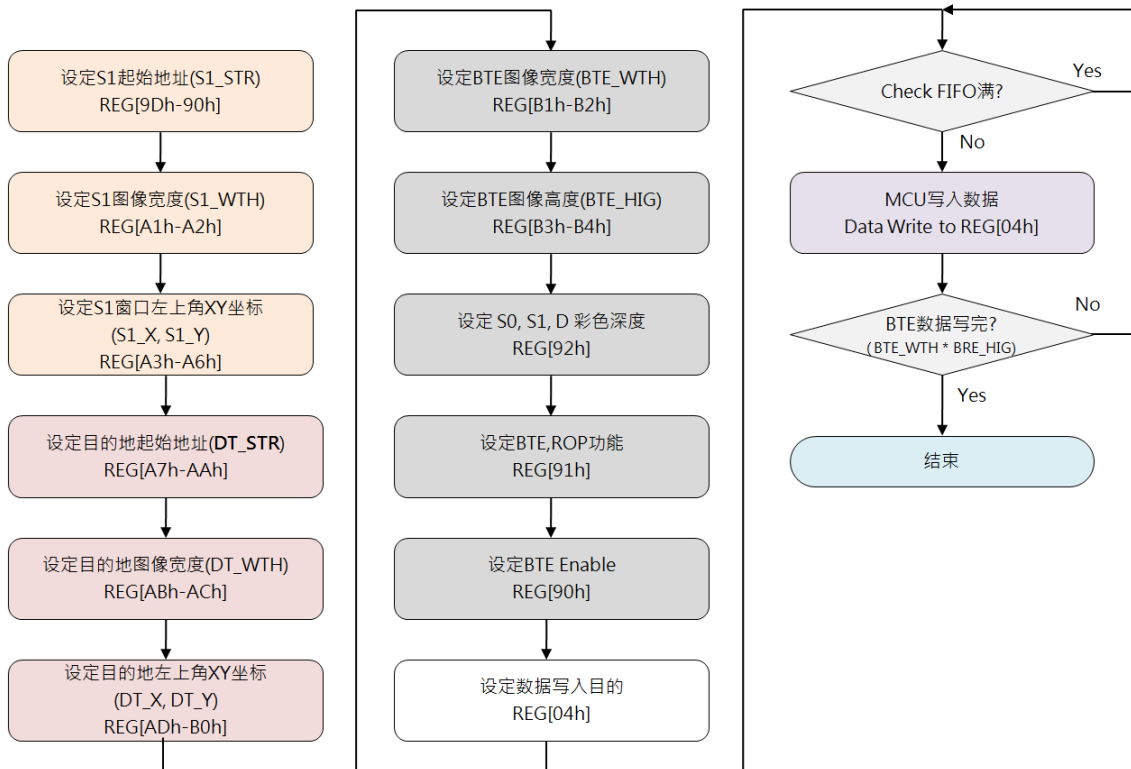 设定S1起始地址(S1_STR)
REG[9Dh-90h]
设定S1图像宽度(S1_WTH)
REG[A1h-A2h]
设定S1窗口左上角XY坐标
(S1_X, S1_Y)
REG[A3h-A6h]
设定目的地起始地址(DT_STR)
REG[A7h-AAh]
设定目的地图像宽度(DT_WTH)
REG[ABh-ACh]
设定目的地左上角XY坐标
(DT_X, DT_Y)
REG[ADh-B0h]
设定BTE图像宽度(BTE_WTH)
REG[B1h-B2h]
设定BTE图像高度(BTE_HIG)
REG[B3h-B4h]
设定 S0, S1, D 彩色深度
REG[92h]
设定BTE,ROP功能
REG[91h]
设定BTE Enable
REG[90h]
设定数据写入目的
REG[04h]
Check FIFO满?
Yes
No
MCU写入数据
Data Write to REG[04h]
BTE数据写完?
(BTE_WTH * BRE_HIG)
No
Yes
结束